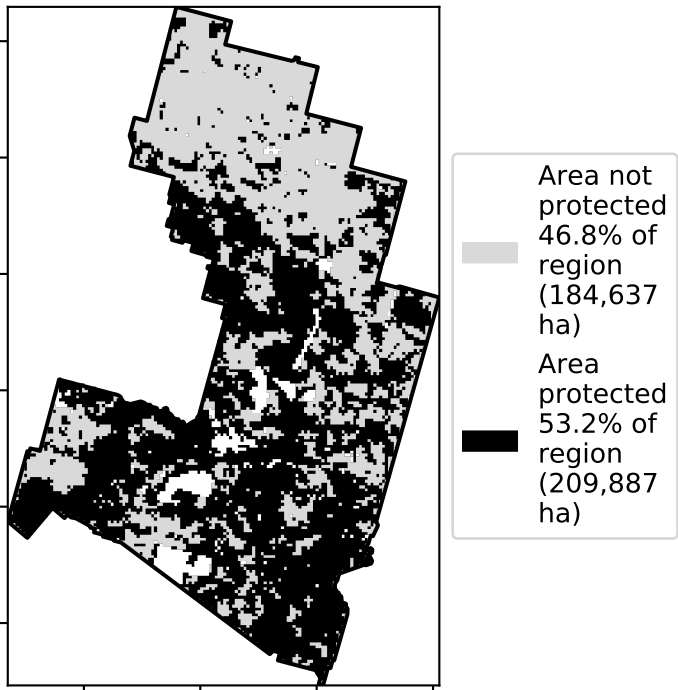 Area not
protected
46.8% of
region
(184,637
ha)
Area
protected
53.2% of
region
(209,887
ha)